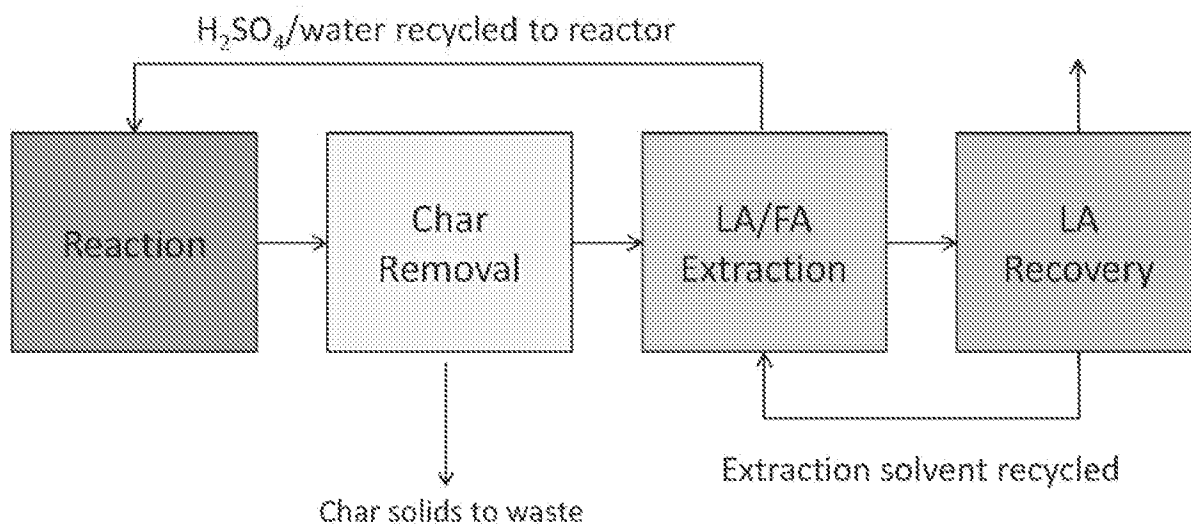 H₂SO₄/water recycled to reactor
Reaction
Char
Removal
LA/FA
Extraction
LA
Recovery
Extraction solvent recycled
Char solids to waste